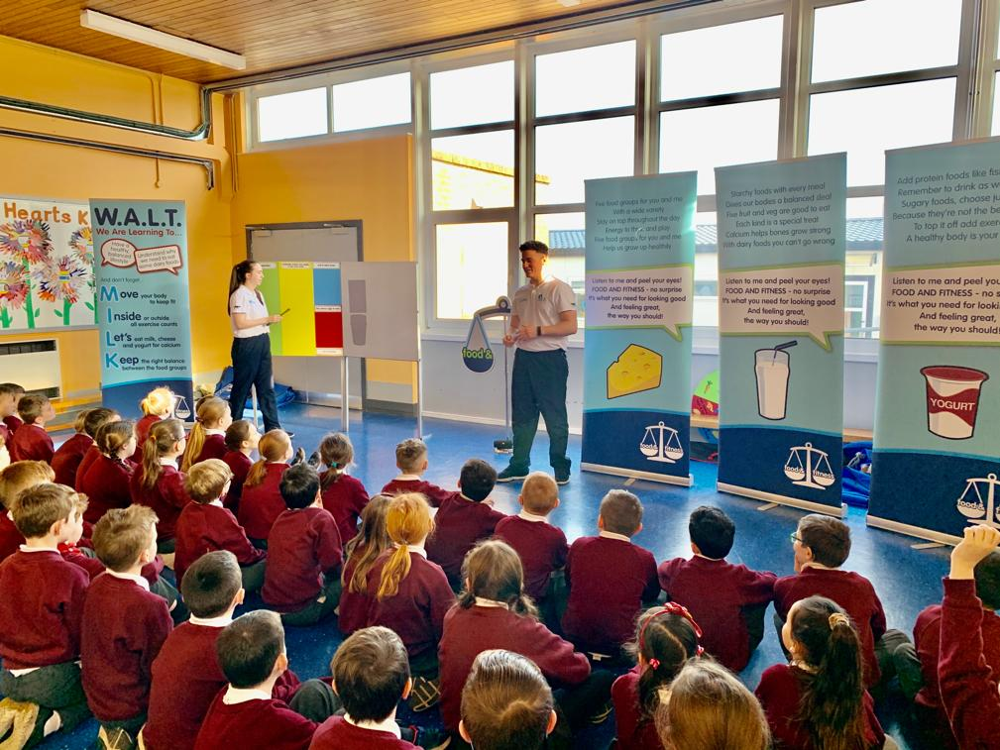 Hearts K
W.A.L.T.
We Are Learning To...
Have a
healthy,
balanced
lifestyle!
Understand why
we need to eat
some dairy foods
And don't forget...
Move your body
to keep fit
Inside or outside
all exercise counts
Let's eat milk, cheese
and yogurt for calcium
Keep the right balance
between the food groups
food&
Five food groups for you and me
With a wide variety
Stay on top throughout the day
Energy to and play
Five food groups for you and me
Help us grow up healthily
Listen to me and peel your eyes!
FOOD AND FITNESS - no surprise
It's what you need for looking good
And feeling great,
the way you should!
food& fitness
Starchy foods with every meal
Gives our bodies a balanced deal
Five fruit and veg are good to eat
Each kind is a special treat
Calcium helps bones grow strong
With dairy foods you can't go wrong
Listen to me and peel your eyes!
FOOD AND FITNESS - no surprise
It's what you need for looking good
And feeling great,
the way you should!
food& fitness
Add protein foods like fis
Remember to drink as w
Sugary foods, choose ju
Because they're not the be
To top it off add exerc
A healthy body is your
Listen to me and peel your eyes!
FOOD AND FITNESS - no surpris
It's what you need for looking
And feeling great,
the way you should!
YOGURT
food& fitness